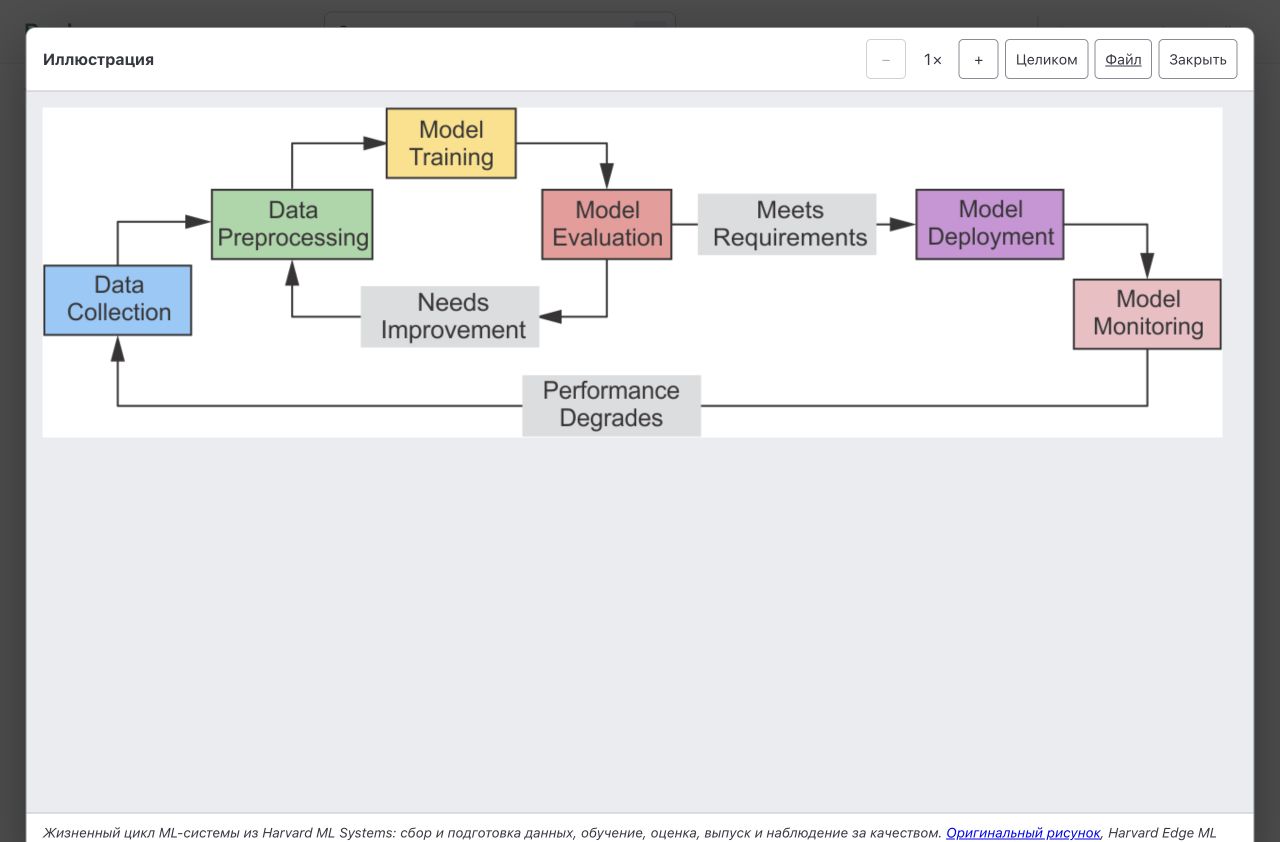 Иллюстрация
−
1×
+
Целиком
Файл
Закрыть
Model
Training
Data
Preprocessing
Model
Evaluation
Meets
Requirements
Model
Deployment
Data
Collection
Needs
Improvement
Model
Monitoring
Performance
Degrades
Жизненный цикл ML-системы из Harvard ML Systems: сбор и подготовка данных, обучение, оценка, выпуск и наблюдение за качеством. Оригинальный рисунок, Harvard Edge ML